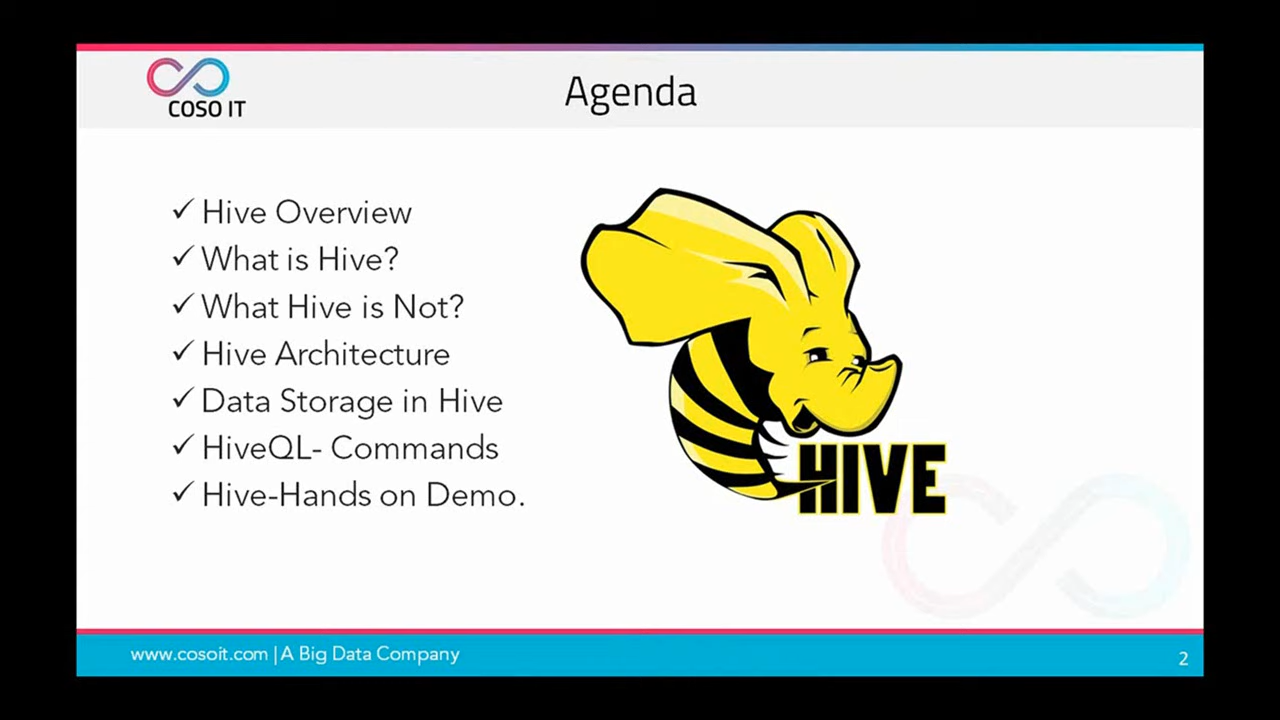 COSO IT
Agenda
✓ Hive Overview
✓ What is Hive?
✓ What Hive is Not?
✓ Hive Architecture
✓ Data Storage in Hive
✓ HiveQL- Commands
✓ Hive-Hands on Demo.
HIVE
www.cosoit.com | A Big Data Company
2